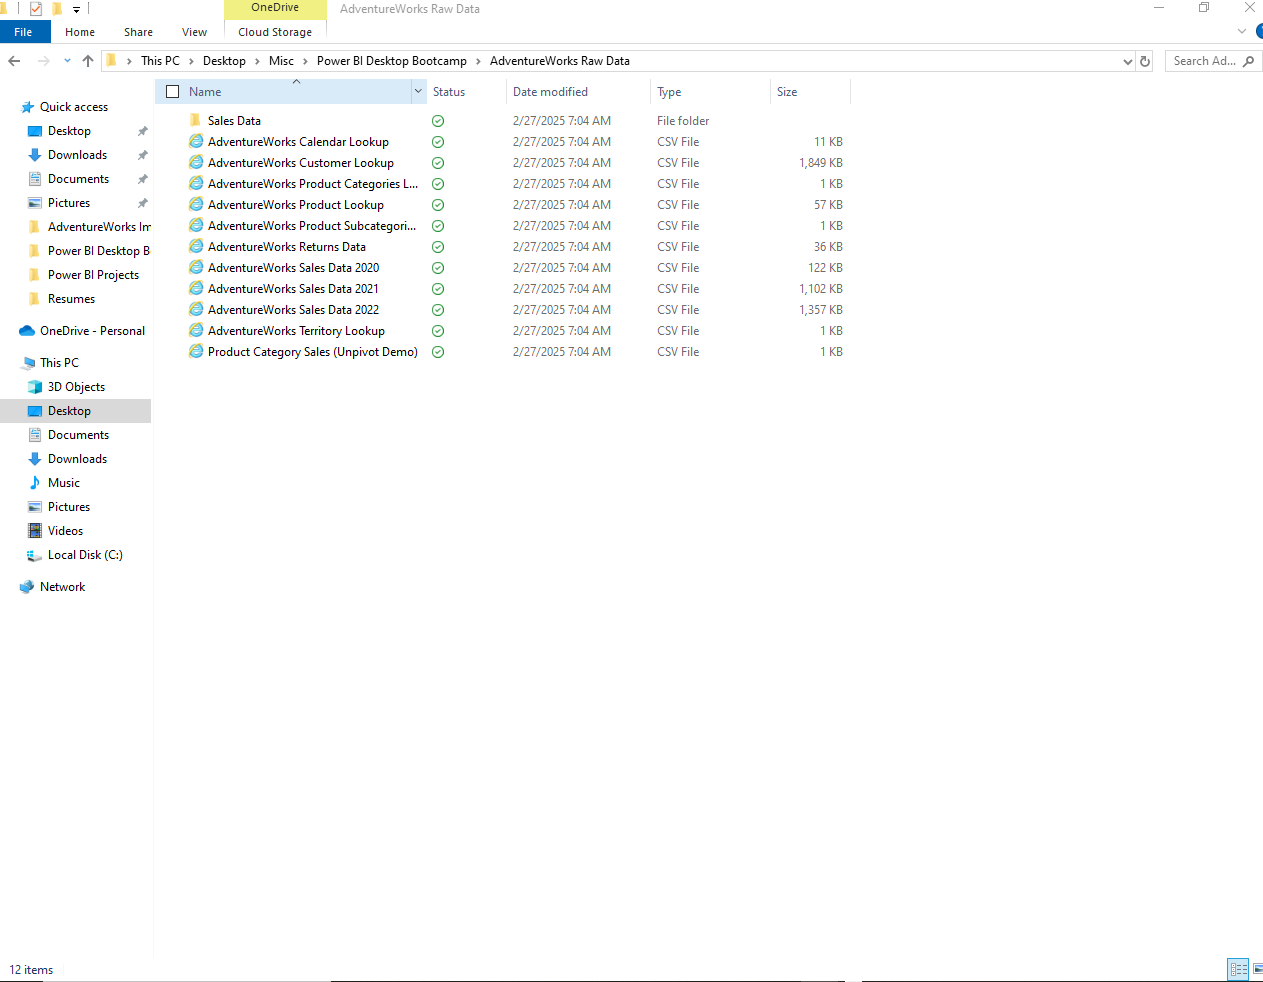 OneDrive
AdventureWorks Raw Data
File Home Share View Cloud Storage
This PC Desktop Misc Power BI Desktop Bootcamp AdventureWorks Raw Data
Search Ad...
Name Status Date modified Type Size
Quick access
Desktop
Downloads
Documents
Pictures
AdventureWorks Im
Power BI Desktop B
Power BI Projects
Resumes
OneDrive - Personal
This PC
3D Objects
Desktop
Documents
Downloads
Music
Pictures
Videos
Local Disk (C:)
Network
Sales Data 2/27/2025 7:04 AM File folder
AdventureWorks Calendar Lookup 2/27/2025 7:04 AM CSV File 11 KB
AdventureWorks Customer Lookup 2/27/2025 7:04 AM CSV File 1,849 KB
AdventureWorks Product Categories L... 2/27/2025 7:04 AM CSV File 1 KB
AdventureWorks Product Lookup 2/27/2025 7:04 AM CSV File 57 KB
AdventureWorks Product Subcategori... 2/27/2025 7:04 AM CSV File 1 KB
AdventureWorks Returns Data 2/27/2025 7:04 AM CSV File 36 KB
AdventureWorks Sales Data 2020 2/27/2025 7:04 AM CSV File 122 KB
AdventureWorks Sales Data 2021 2/27/2025 7:04 AM CSV File 1,102 KB
AdventureWorks Sales Data 2022 2/27/2025 7:04 AM CSV File 1,357 KB
AdventureWorks Territory Lookup 2/27/2025 7:04 AM CSV File 1 KB
Product Category Sales (Unpivot Demo) 2/27/2025 7:04 AM CSV File 1 KB
12 items